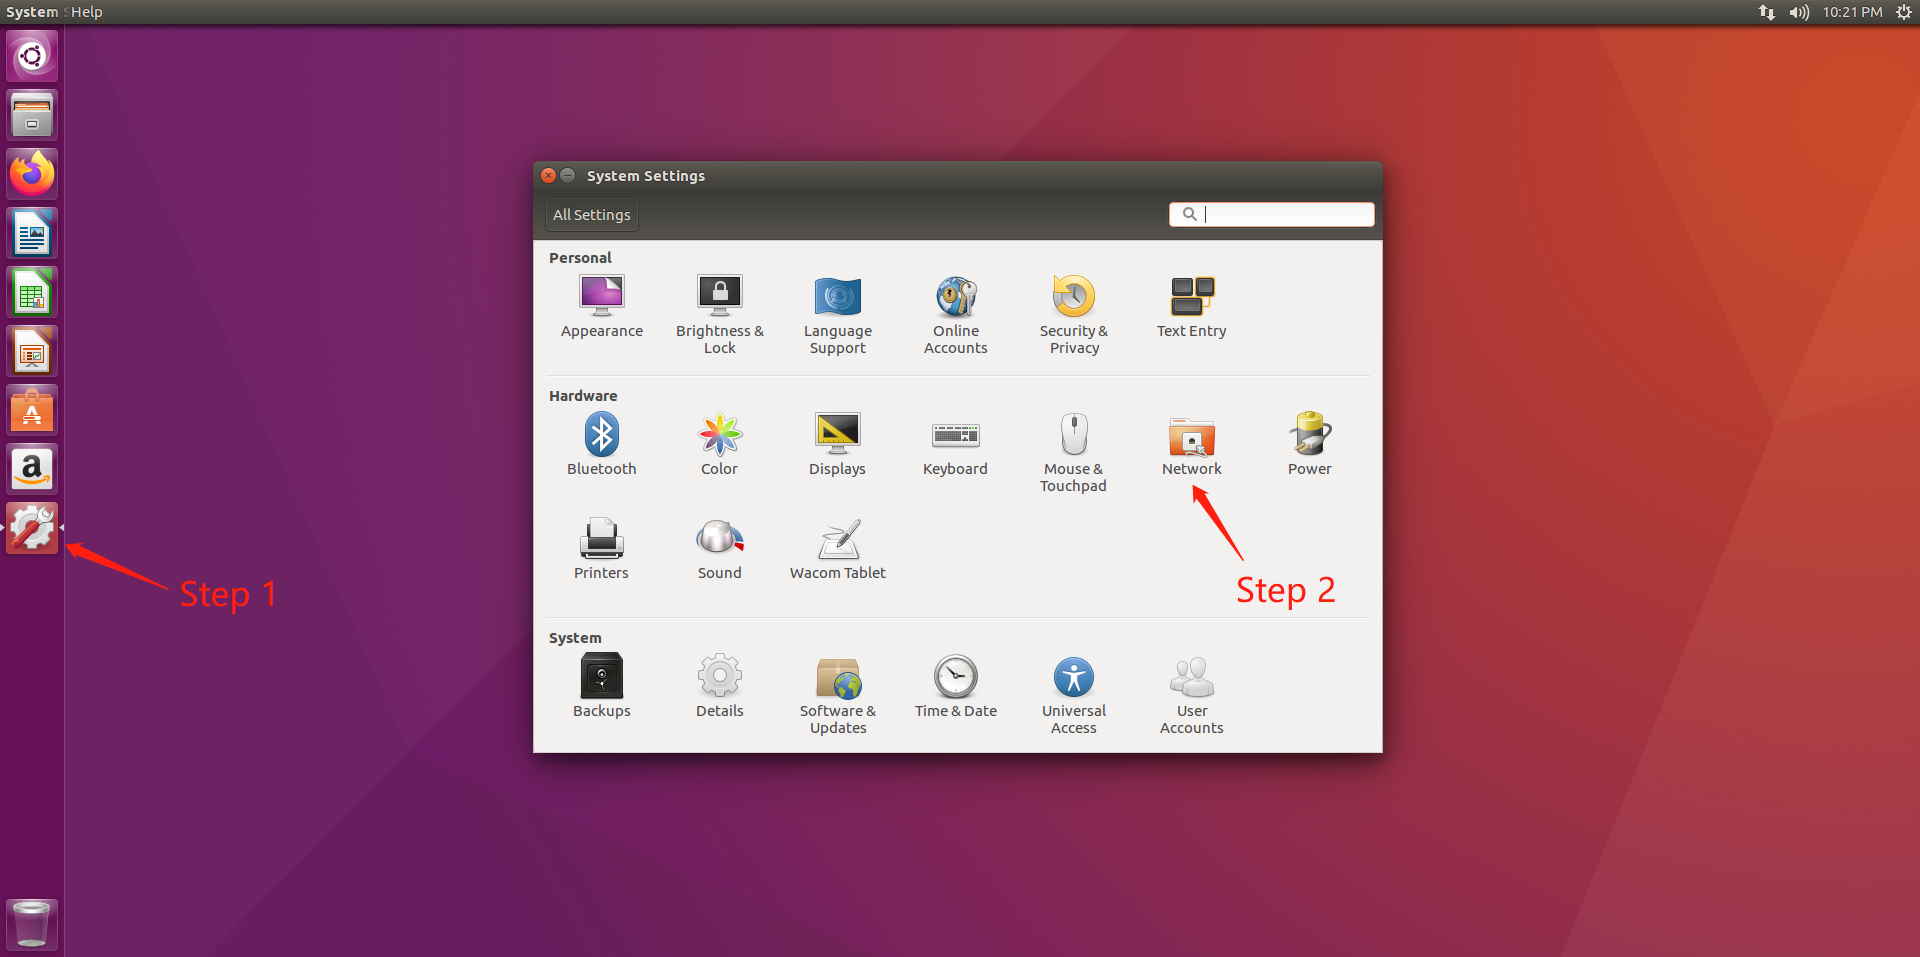 System Help
10:21 PM
System Settings
All Settings
Personal
Appearance
Brightness &
Lock
Language
Support
Online
Accounts
Security &
Privacy
Text Entry
Hardware
Bluetooth
Color
Displays
Keyboard
Mouse &
Touchpad
Network
Power
Printers
Sound
Wacom Tablet
Step 1
Step 2
System
Backups
Details
Software &
Updates
Time & Date
Universal
Access
User
Accounts